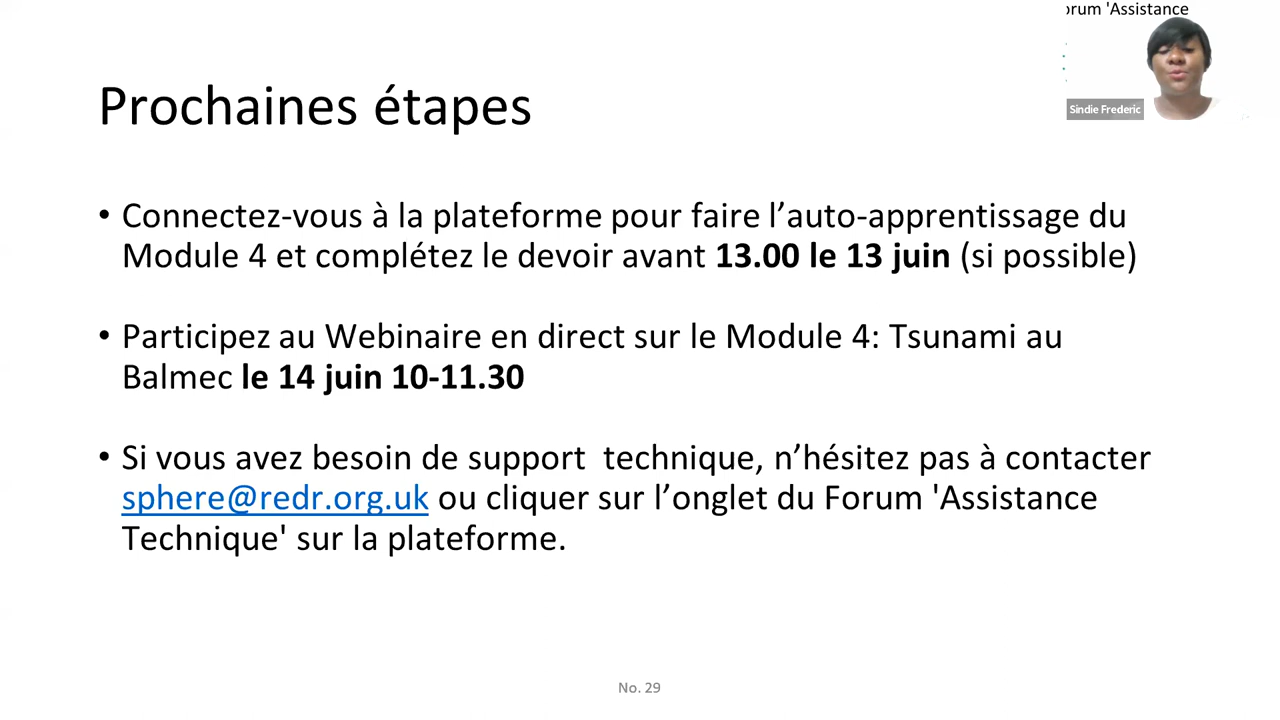 orum 'Assistance
Sindie Frederic
Prochaines étapes
• Connectez-vous à la plateforme pour faire l’auto-apprentissage du
Module 4 et complétez le devoir avant 13.00 le 13 juin (si possible)
• Participez au Webinaire en direct sur le Module 4: Tsunami au
Balmec le 14 juin 10-11.30
• Si vous avez besoin de support  technique, n’hésitez pas à contacter
sphere@redr.org.uk ou cliquer sur l’onglet du Forum 'Assistance
Technique' sur la plateforme.
No. 29